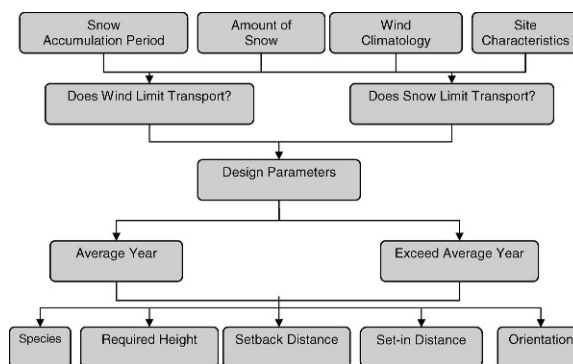 Snow
Accumulation Period
Amount of
Snow
Wind
Climatology
Site
Characteristics
Does Wind Limit Transport?
Does Snow Limit Transport?
Design Parameters
Average Year
Exceed Average Year
Species
Required Height
Setback Distance
Set-in Distance
Orientation